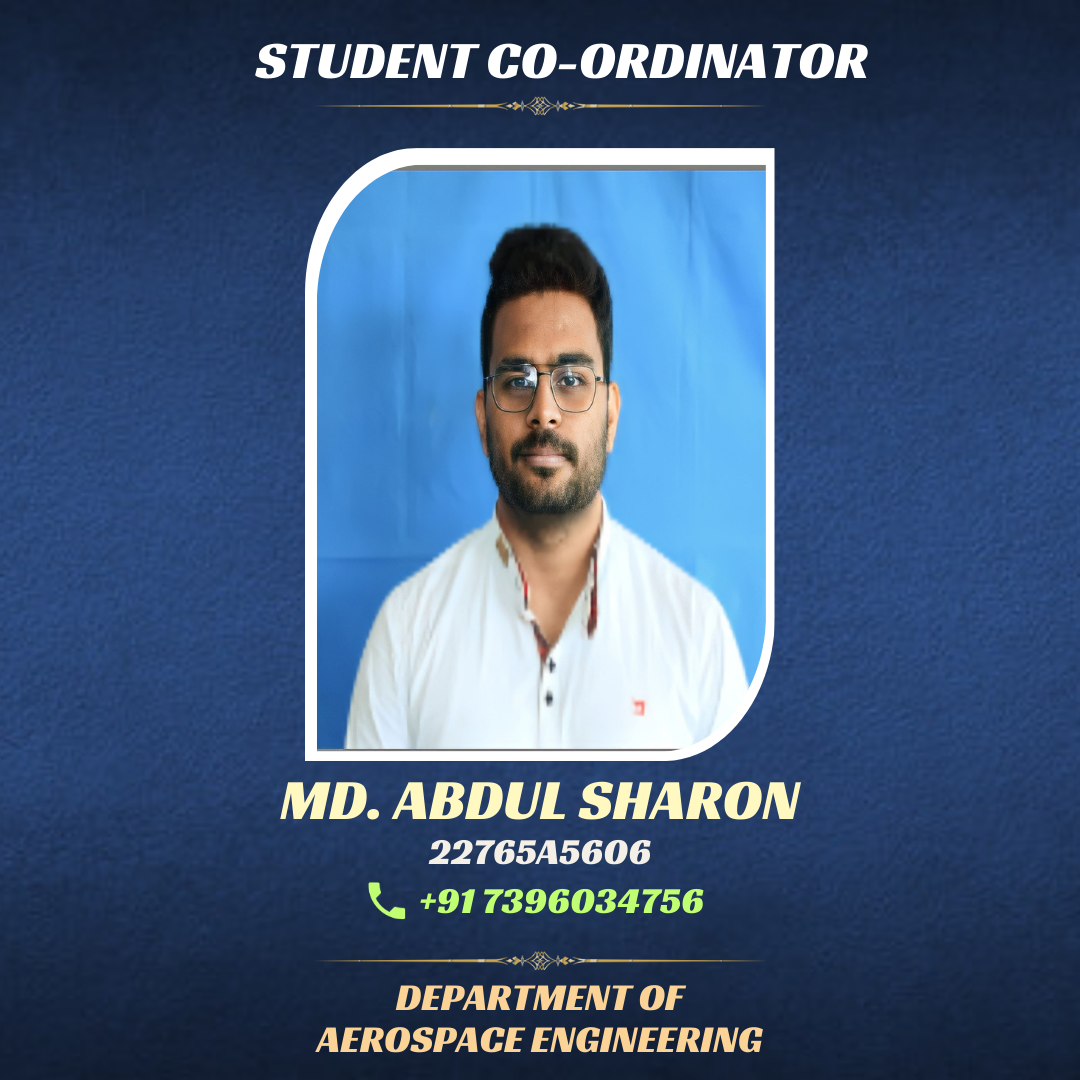 STUDENT CO-ORDINATOR
MD. ABDUL SHARON
22765A5606
+91 7396034756
DEPARTMENT OF
AEROSPACE ENGINEERING